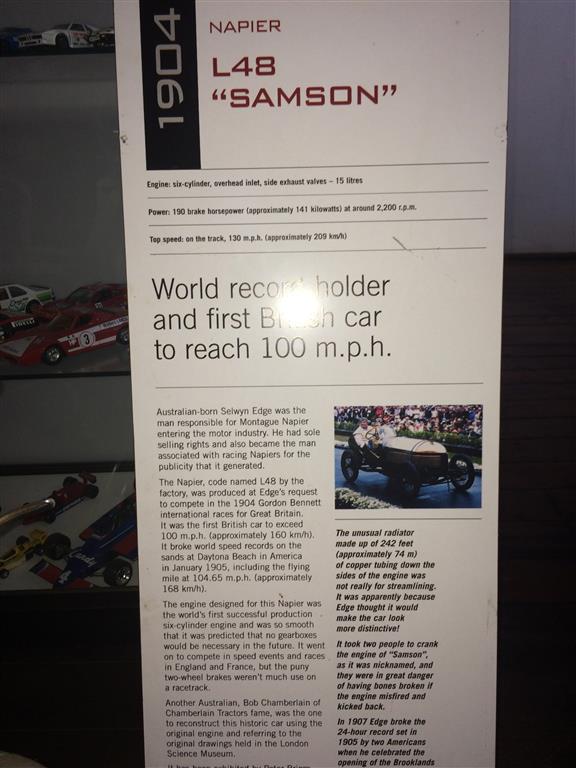 1904
NAPIER
L48
“SAMSON”
Engine: six-cylinder, overhead inlet, side exhaust valves – 15 litres
Power: 190 brake horsepower (approximately 141 kilowatts) at around 2,200 r.p.m.
Top speed: on the track, 130 m.p.h. (approximately 209 km/h)
World record holder
and first British car
to reach 100 m.p.h.
Australian-born Selwyn Edge was the
man responsible for Montague Napier
entering the motor industry. He had sole
selling rights and also became the man
associated with racing Napiers for the
publicity that it generated.
The Napier, code named L48 by the
factory, was produced at Edge's request
to compete in the 1904 Gordon Bennett
international races for Great Britain.
It was the first British car to exceed
100 m.p.h. (approximately 160 km/h).
It broke world speed records on the
sands at Daytona Beach in America
in January 1905, including the flying
mile at 104.65 m.p.h. (approximately
168 km/h).
The engine designed for this Napier was
the world's first successful production
six-cylinder engine and was so smooth
that it was predicted that no gearboxes
would be necessary in the future. It went
on to compete in speed events and races
in England and France, but the puny
two-wheel brakes weren't much use on
a racetrack.
Another Australian, Bob Chamberlain of
Chamberlain Tractors fame, was the one
to reconstruct this historic car using the
original engine and referring to the
original drawings held in the London
Science Museum.
It has been exhibited by Peter Briggs
The unusual radiator
made up of 242 feet
(approximately 74 m)
of copper tubing down the
sides of the engine was
not really for streamlining.
It was apparently because
Edge thought it would
make the car look
more distinctive!
It took two people to crank
the engine of “Samson”,
as it was nicknamed, and
they were in great danger
of having bones broken if
the engine misfired and
kicked back.
In 1907 Edge broke the
24-hour record set in
1905 by two Americans
when he celebrated the
opening of the Brooklands
3
4